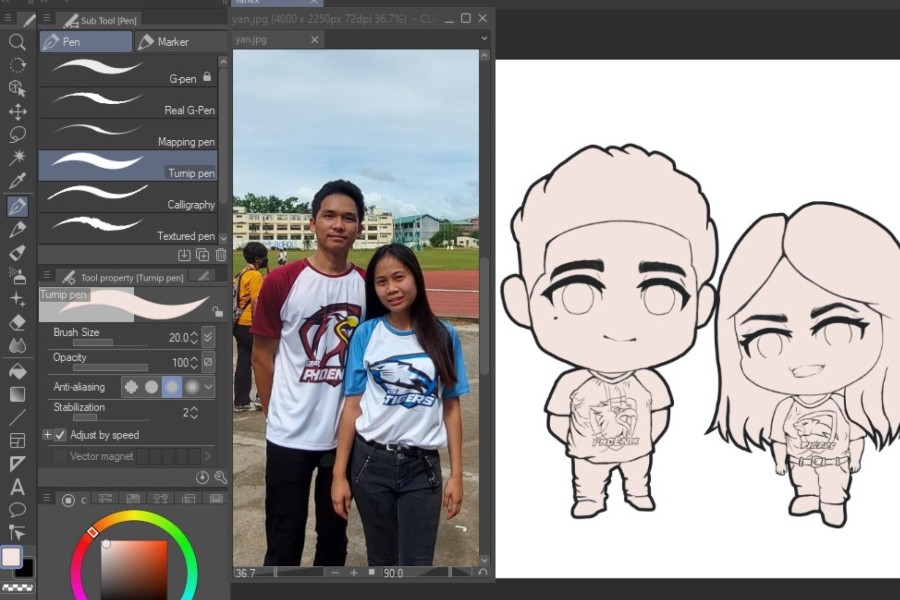 yan.jpg (4000 x 2250px 72dpi 36.7%) - CLI
yan.jpg
Sub Tool [Pen]
Pen
Marker
G-pen
Real G-Pen
Mapping pen
Turnip pen
Calligraphy
Textured pen
Tool property [Turnip pen]
Turnip pen
Brush Size
20.0
Opacity
100
Anti-aliasing
Stabilization
2
Adjust by speed
Vector magnet
36.7
90.0
PHOENIX
TIGERS
PHOENIX
TIGERS